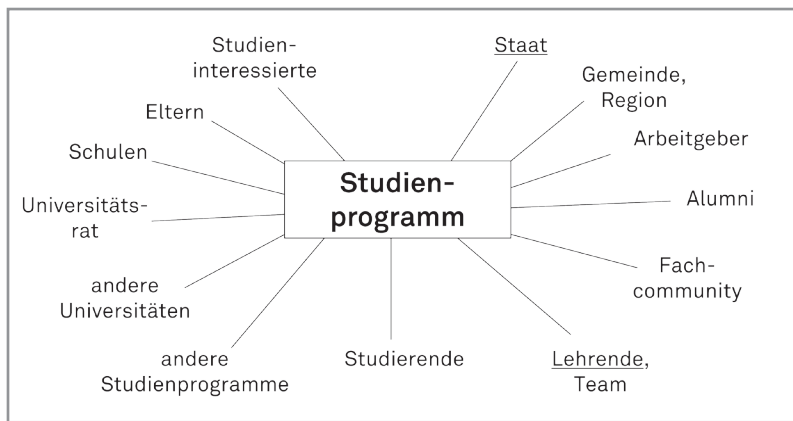 Studien-
interessierte
Staat
Gemeinde,
Region
Eltern
Arbeitgeber
Schulen
Studien-
programm
Universitäts-
rat
Alumni
Fach-
community
andere
Universitäten
andere
Studienprogramme
Studierende
Lehrende,
Team